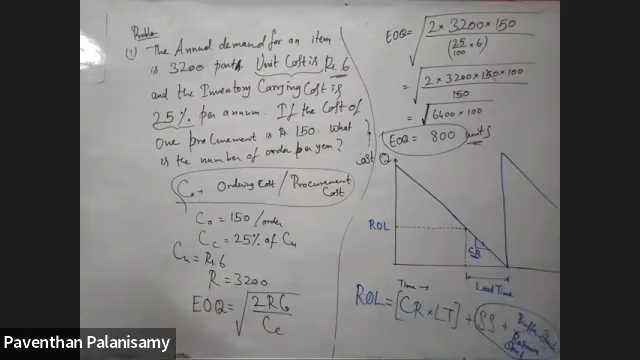 Problem
(1) The Annual demand for an item
is 3200 parts. Unit Cost is Rs. 6
and the Inventory Carrying Cost is
25% per annum. If the Cost of
One procurement is Rs. 150. What
is the number of order per year?
Co → Ordering Cost / Procurement Cost
Co = 150 / order
Cc = 25% of Cu
Cu = Rs. 6
R = 3200
EOQ = √(2RCo / Cc)
EOQ = √(2 × 3200 × 150 / (25/100 × 6))
= √(2 × 3200 × 150 × 100 / 150)
= √(6400 × 100)
EOQ = 800 units
Q
ROL
CR
Time →
Lead Time
ROL = [CR × LT] + SS +
Buffer Stock
Paventhan Palanisamy